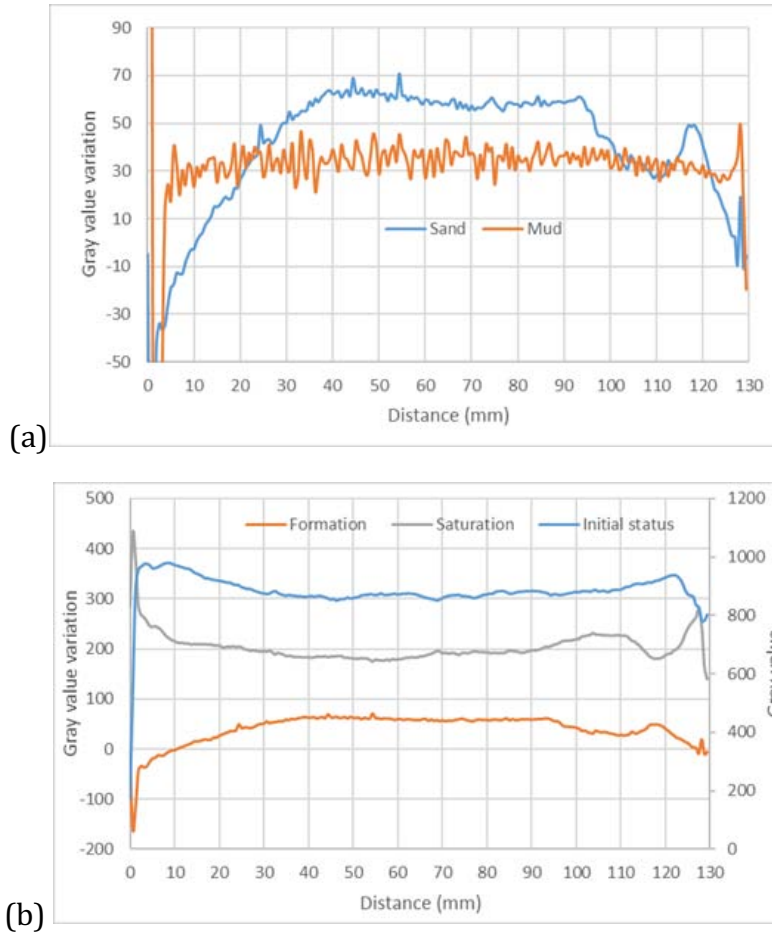 90
70
50
30
10
-10
-30
-50
Gray value variation
Sand Mud
0 10 20 30 40 50 60 70 80 90 100 110 120 130
Distance (mm)
(a)
500
400
300
200
100
0
-100
-200
Gray value variation
Formation Saturation Initial status
1200
1000
800
600
400
200
0
Gray value
0 10 20 30 40 50 60 70 80 90 100 110 120 130
Distance (mm)
(b)